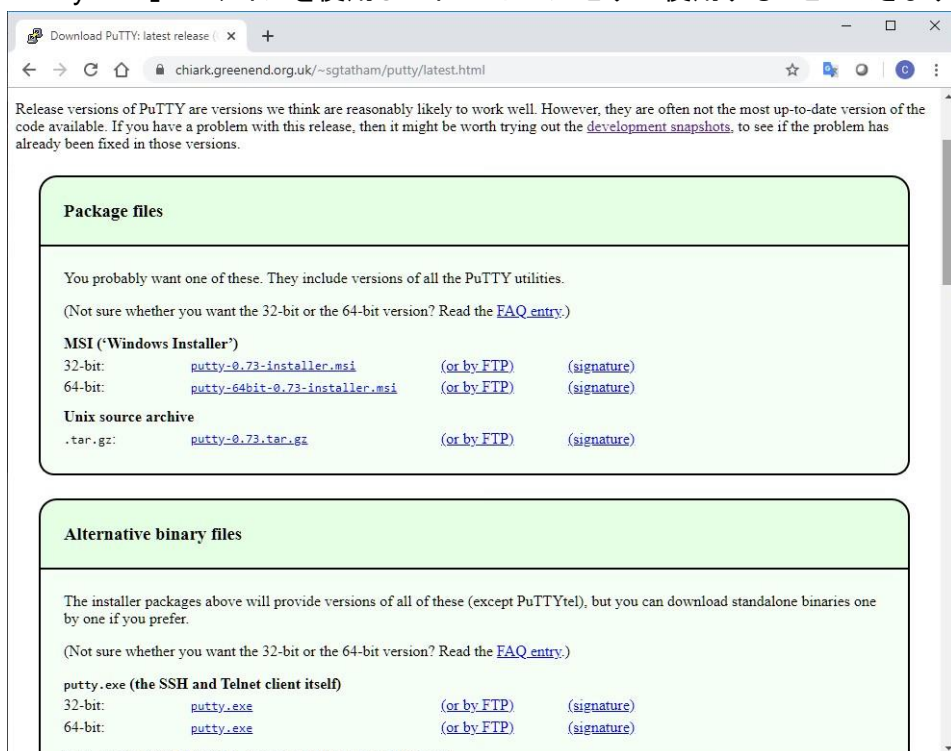 Download PuTTY: latest release (
chiark.greenend.org.uk/~sgtatham/putty/latest.html
C
Release versions of PuTTY are versions we think are reasonably likely to work well. However, they are often not the most up-to-date version of the
code available. If you have a problem with this release, then it might be worth trying out the development snapshots, to see if the problem has
already been fixed in those versions.
Package files
You probably want one of these. They include versions of all the PuTTY utilities.
(Not sure whether you want the 32-bit or the 64-bit version? Read the FAQ entry.)
MSI (‘Windows Installer’)
32-bit: putty-0.73-installer.msi (or by FTP) (signature)
64-bit: putty-64bit-0.73-installer.msi (or by FTP) (signature)
Unix source archive
.tar.gz: putty-0.73.tar.gz (or by FTP) (signature)
Alternative binary files
The installer packages above will provide versions of all of these (except PuTTYtel), but you can download standalone binaries one
by one if you prefer.
(Not sure whether you want the 32-bit or the 64-bit version? Read the FAQ entry.)
putty.exe (the SSH and Telnet client itself)
32-bit: putty.exe (or by FTP) (signature)
64-bit: putty.exe (or by FTP) (signature)